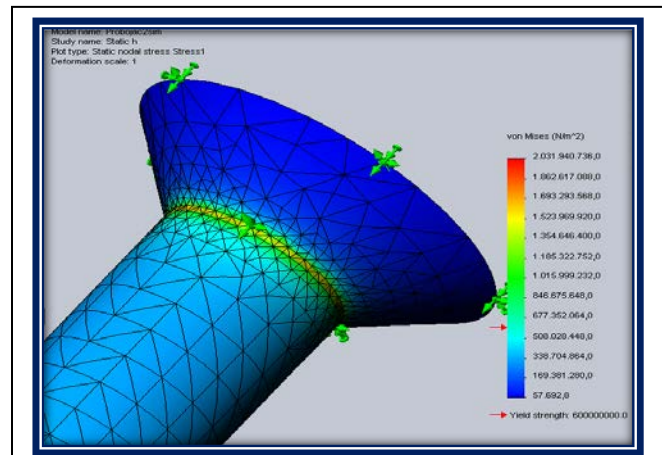 Model name: Probojac2sim
Study name: Static h
Plot type: Static nodal stress Stress1
Deformation scale: 1
von Mises (N/m^2)
2.031.940.736,0
1.862.617.088,0
1.693.293.568,0
1.523.969.920,0
1.354.646.400,0
1.185.322.752,0
1.015.999.232,0
846.675.648,0
677.352.064,0
508.028.448,0
338.704.864,0
169.381.280,0
57.692,0
Yield strength: 600000000.0